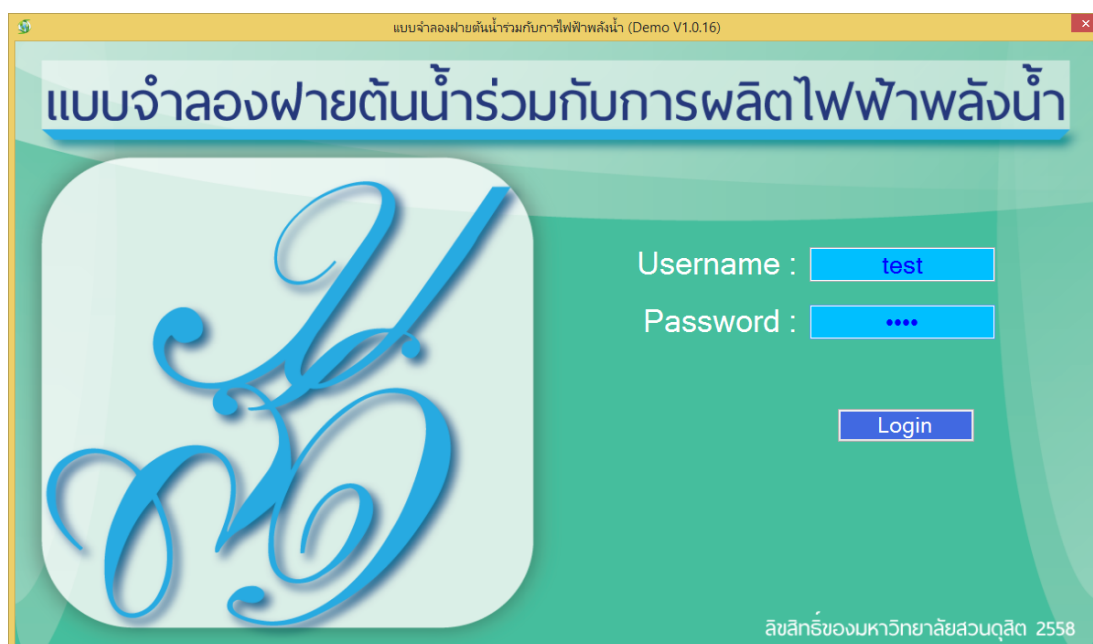 แบบจำลองฝายต้นน้ำร่วมกับการไฟฟ้าพลังน้ำ (Demo V1.0.16)
แบบจำลองฝายต้นน้ำร่วมกับการผลิตไฟฟ้าพลังน้ำ
Username : test
Password : ••••
Login
ลิขสิทธิ์ของมหาวิทยาลัยสวนดุสิต 2558